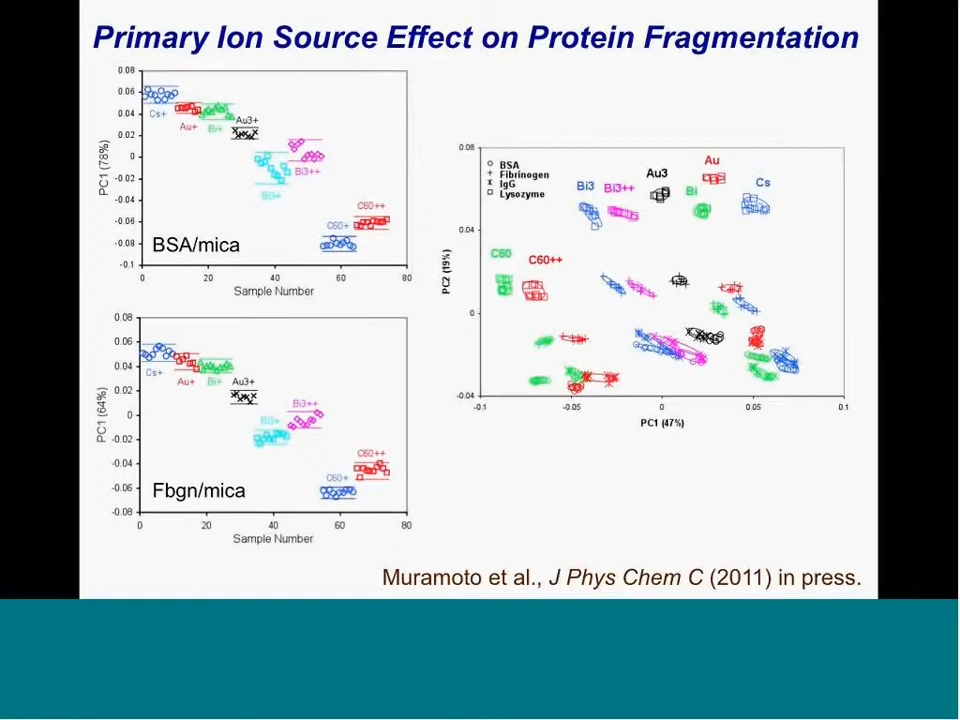 Primary Ion Source Effect on Protein Fragmentation
0.08
0.06
0.04
0.02
0
-0.02
-0.04
-0.06
-0.08
-0.1
PC1 (78%)
Cs+
Au+
Bi+
Au3+
Bi3+
Bi3++
C60+
C60++
BSA/mica
0 20 40 60 80
Sample Number
0.08
0.06
0.04
0.02
0
-0.02
-0.04
-0.06
-0.08
PC1 (64%)
Cs+
Au+
Bi+
Au3+
Bi3+
Bi3++
C60+
C60++
Fbgn/mica
0 20 40 60 80
Sample Number
0.08
0.04
0
-0.04
PC2 (19%)
BSA
Fibrinogen
IgG
Lysozyme
Bi3
Bi3++
Au3
Au
Bi
Cs
C60
C60++
-0.1 -0.05 0 0.05 0.1
PC1 (47%)
Muramoto et al., J Phys Chem C (2011) in press.